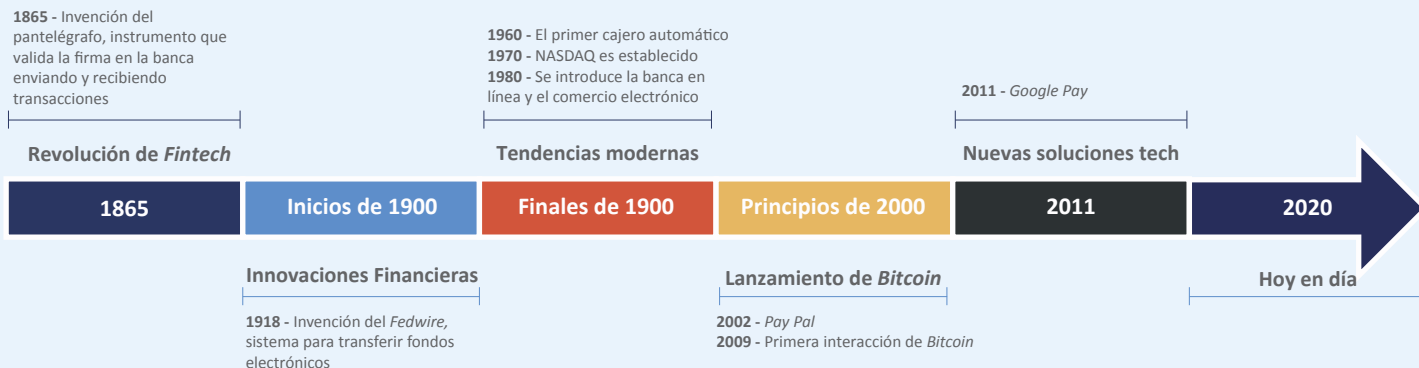 1865 - Invención del
pantelégrafo, instrumento que
valida la firma en la banca
enviando y recibiendo
transacciones
1960 - El primer cajero automático
1970 - NASDAQ es establecido
1980 - Se introduce la banca en
línea y el comercio electrónico
2011 - Google Pay
Revolución de Fintech
Tendencias modernas
Nuevas soluciones tech
1865
Inicios de 1900
Finales de 1900
Principios de 2000
2011
2020
Innovaciones Financieras
Lanzamiento de Bitcoin
Hoy en día
1918 - Invención del Fedwire,
sistema para transferir fondos
electrónicos
2002 - Pay Pal
2009 - Primera interacción de Bitcoin